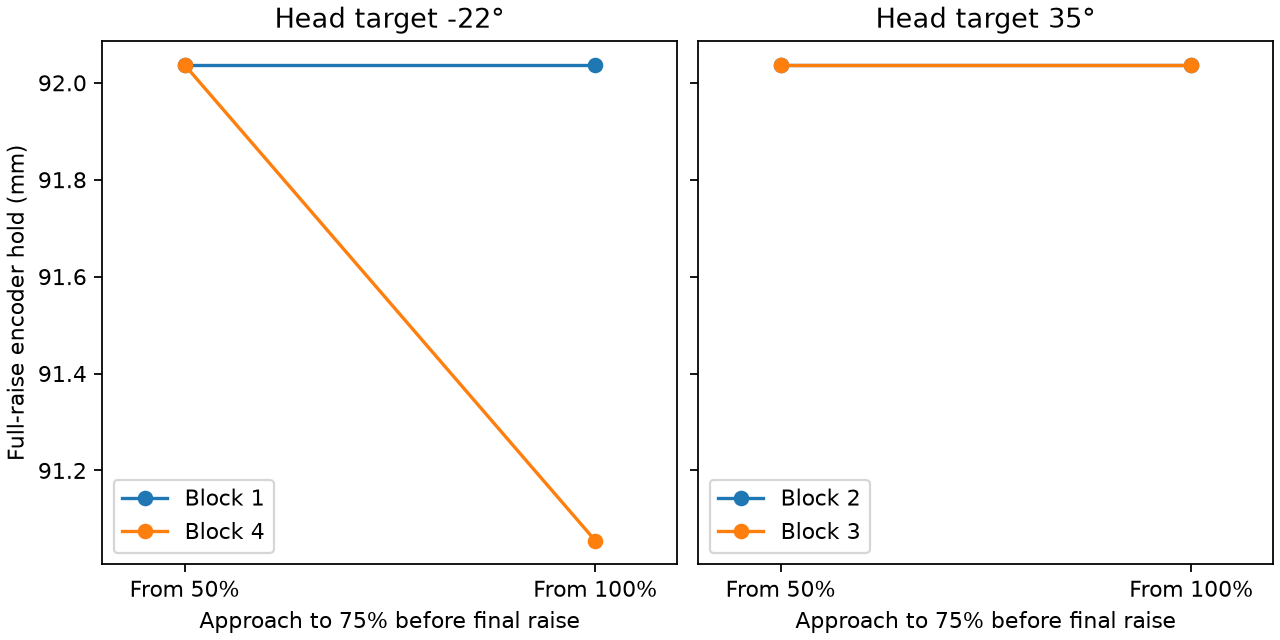 Head target -22°
Head target 35°
Full-raise encoder hold (mm)
92.0
91.8
91.6
91.4
91.2
Block 1
Block 4
Block 2
Block 3
From 50%
From 100%
From 50%
From 100%
Approach to 75% before final raise
Approach to 75% before final raise